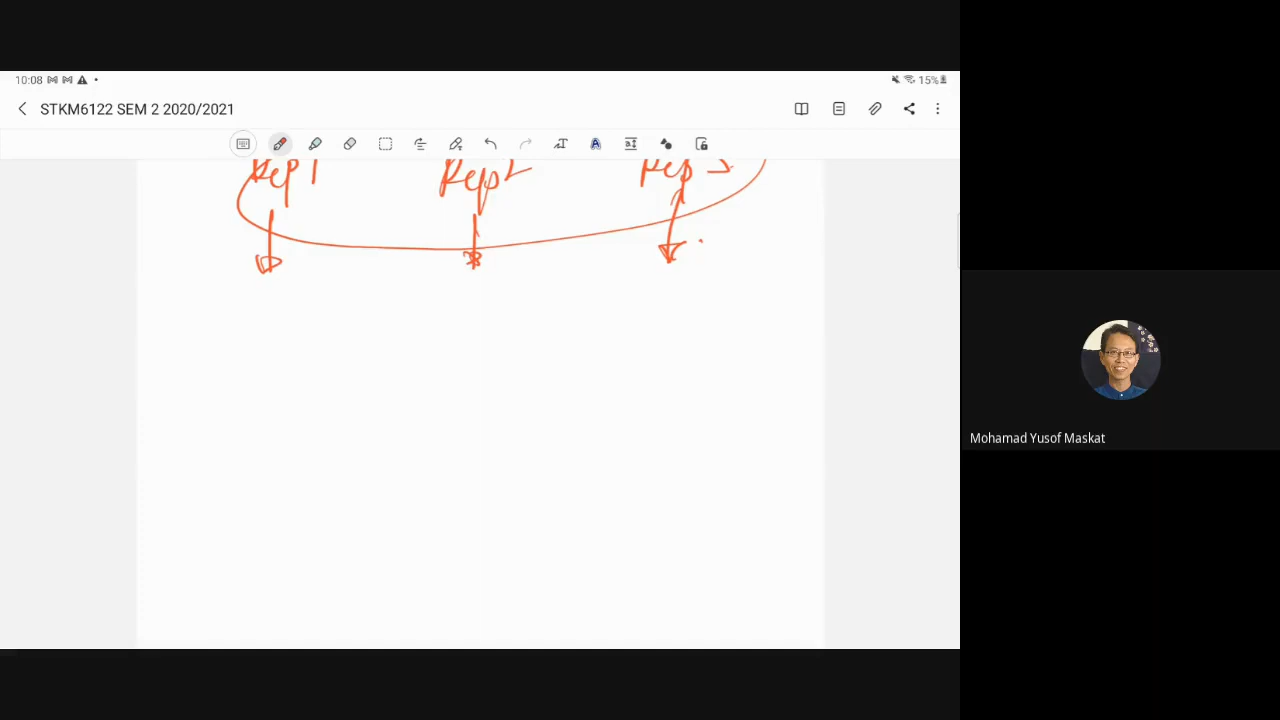 10:08
15%
STKM6122 SEM 2 2020/2021
Rep 1 Rep 2 Rep 3
Mohamad Yusof Maskat